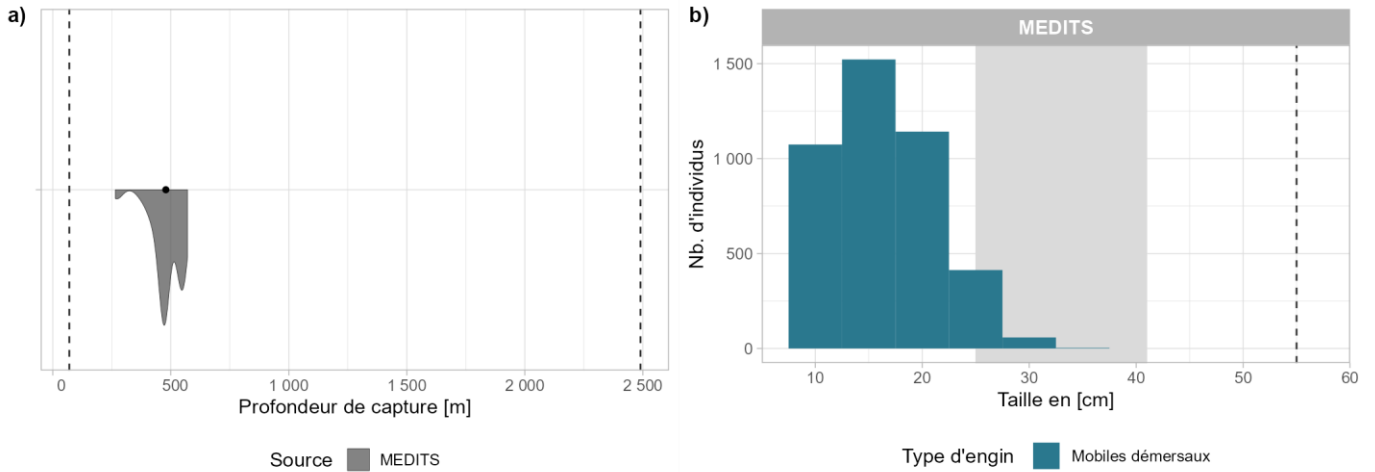 a)
0
500
1 000
1 500
2 000
2 500
Profondeur de capture [m]
Source
MEDITS
b)
MEDITS
1 500
1 000
500
0
Nb. d'individus
10
20
30
40
50
60
Taille en [cm]
Type d'engin
Mobiles démersaux